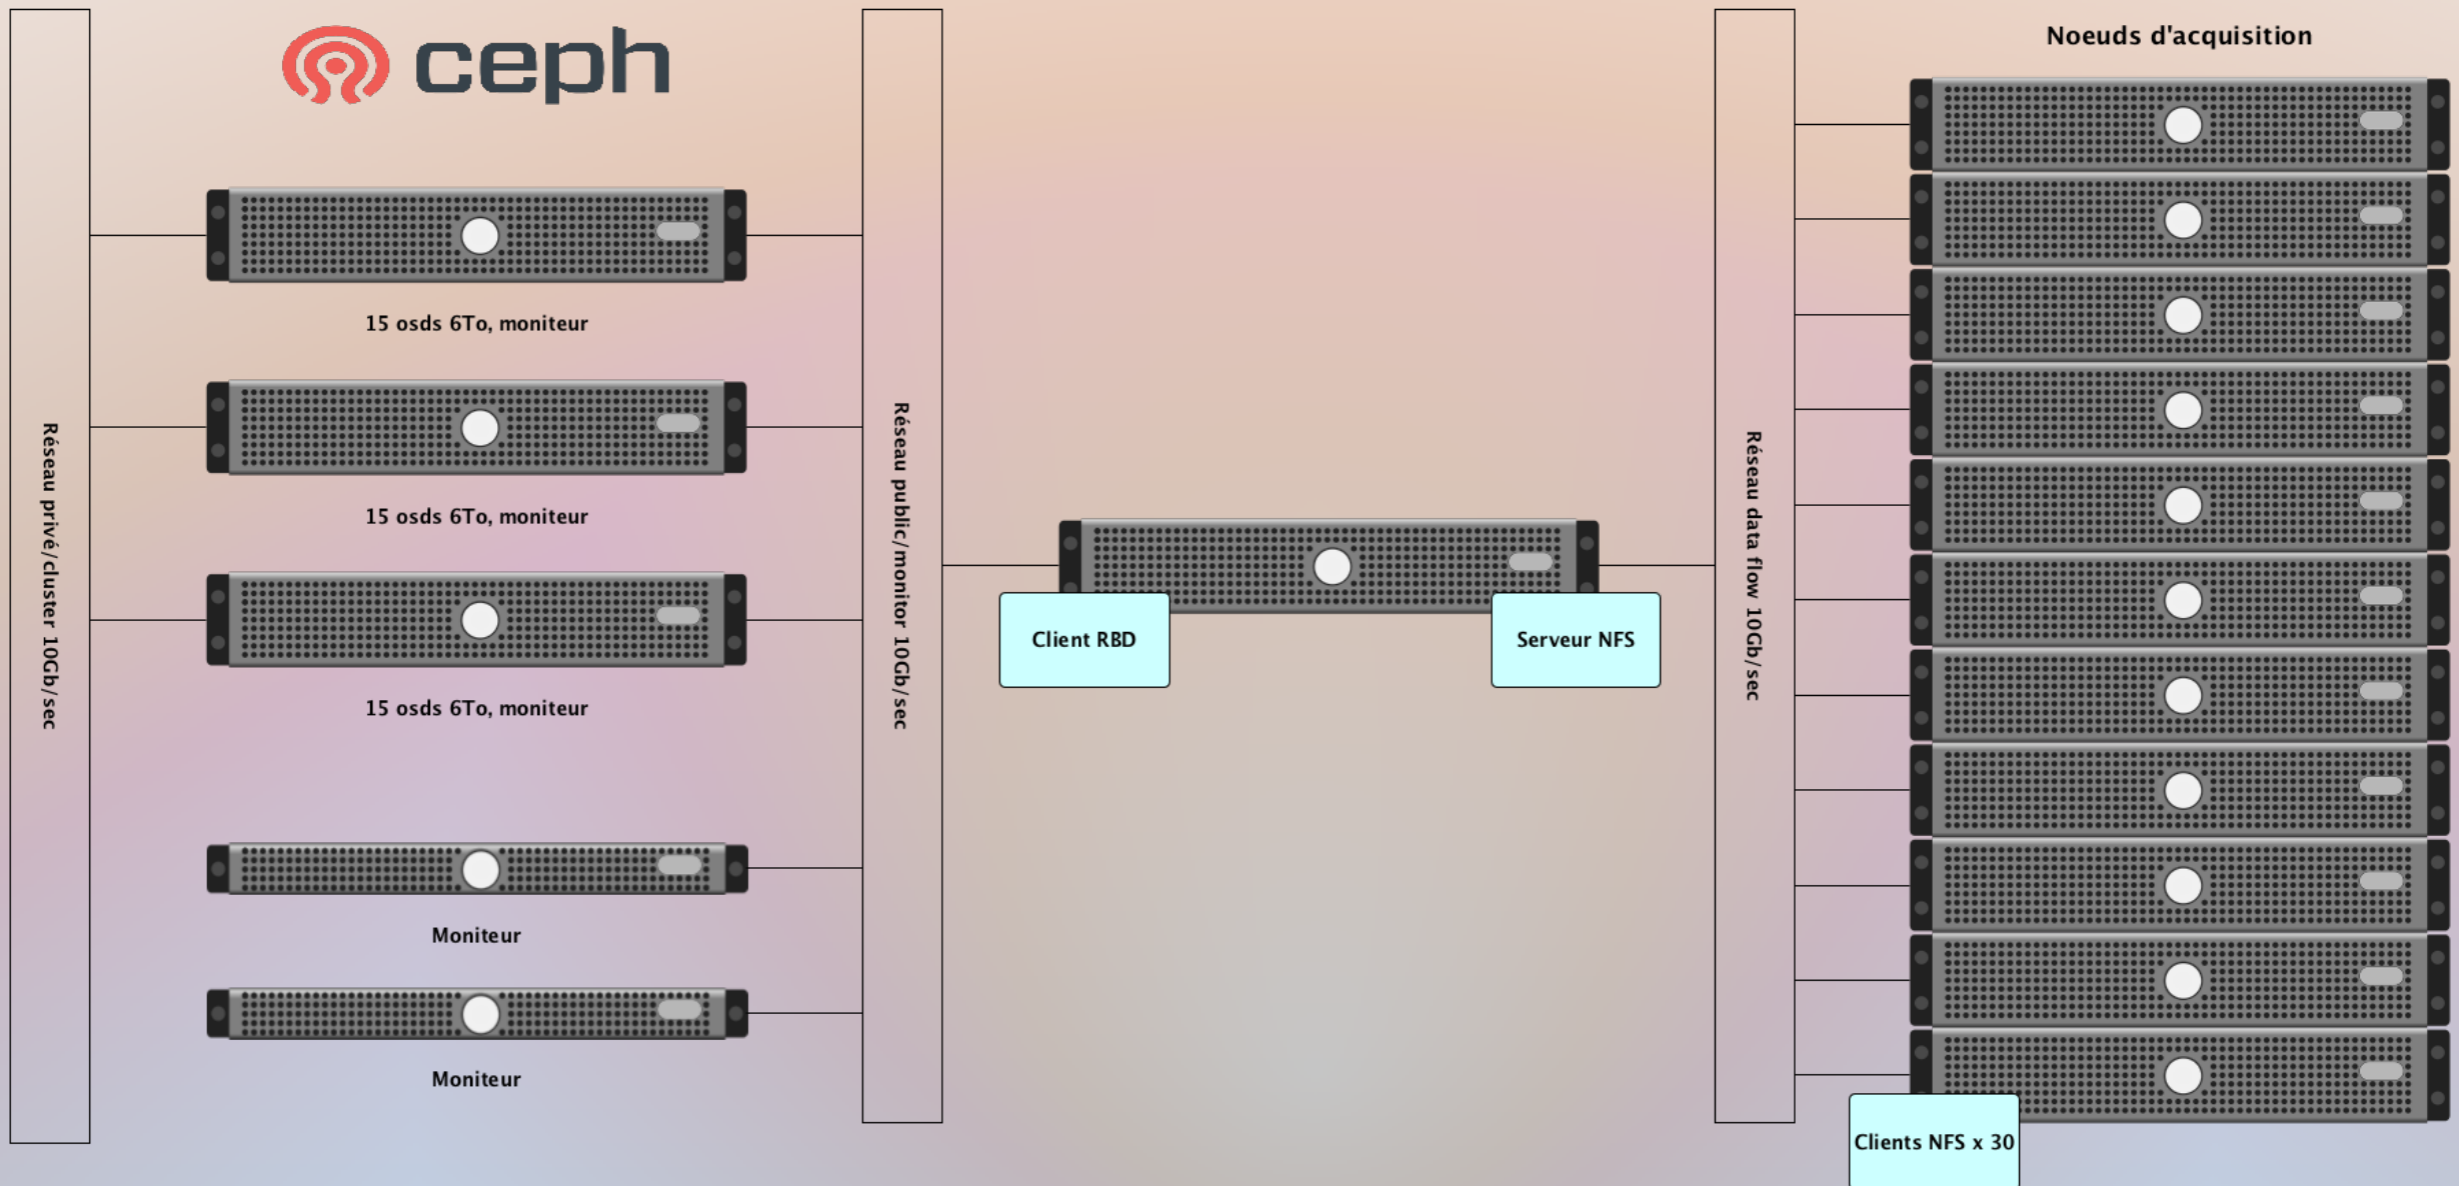 ceph
Noeuds d'acquisition
15 osds 6To, moniteur
15 osds 6To, moniteur
15 osds 6To, moniteur
Moniteur
Moniteur
Réseau privé/cluster 10Gb/sec
Réseau public/monitor 10Gb/sec
Client RBD
Serveur NFS
Réseau data flow 10Gb/sec
Clients NFS x 30